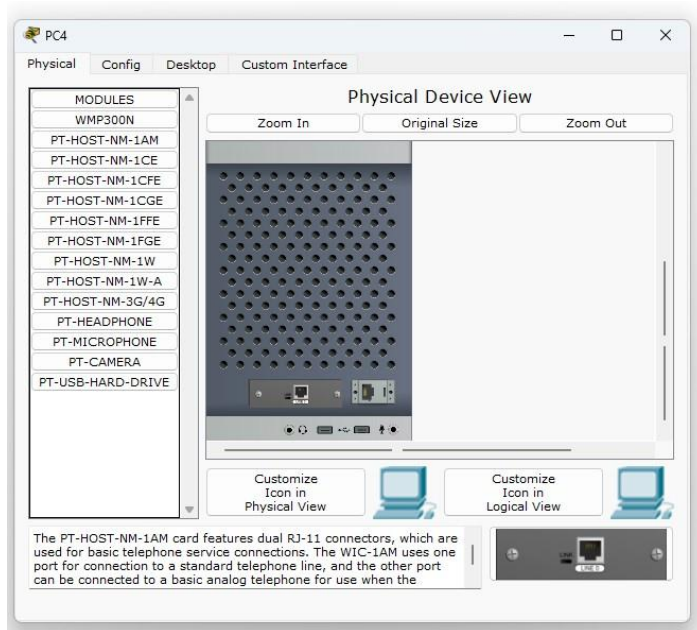 PC4
Physical Config Desktop Custom Interface
MODULES
WMP300N
PT-HOST-NM-1AM
PT-HOST-NM-1CE
PT-HOST-NM-1CFE
PT-HOST-NM-1CGE
PT-HOST-NM-1FFE
PT-HOST-NM-1FGE
PT-HOST-NM-1W
PT-HOST-NM-1W-A
PT-HOST-NM-3G/4G
PT-HEADPHONE
PT-MICROPHONE
PT-CAMERA
PT-USB-HARD-DRIVE
Physical Device View
Zoom In Original Size Zoom Out
Customize
Icon in
Physical View
Customize
Icon in
Logical View
The PT-HOST-NM-1AM card features dual RJ-11 connectors, which are
used for basic telephone service connections. The WIC-1AM uses one
port for connection to a standard telephone line, and the other port
can be connected to a basic analog telephone for use when the
LINK
LINE 0